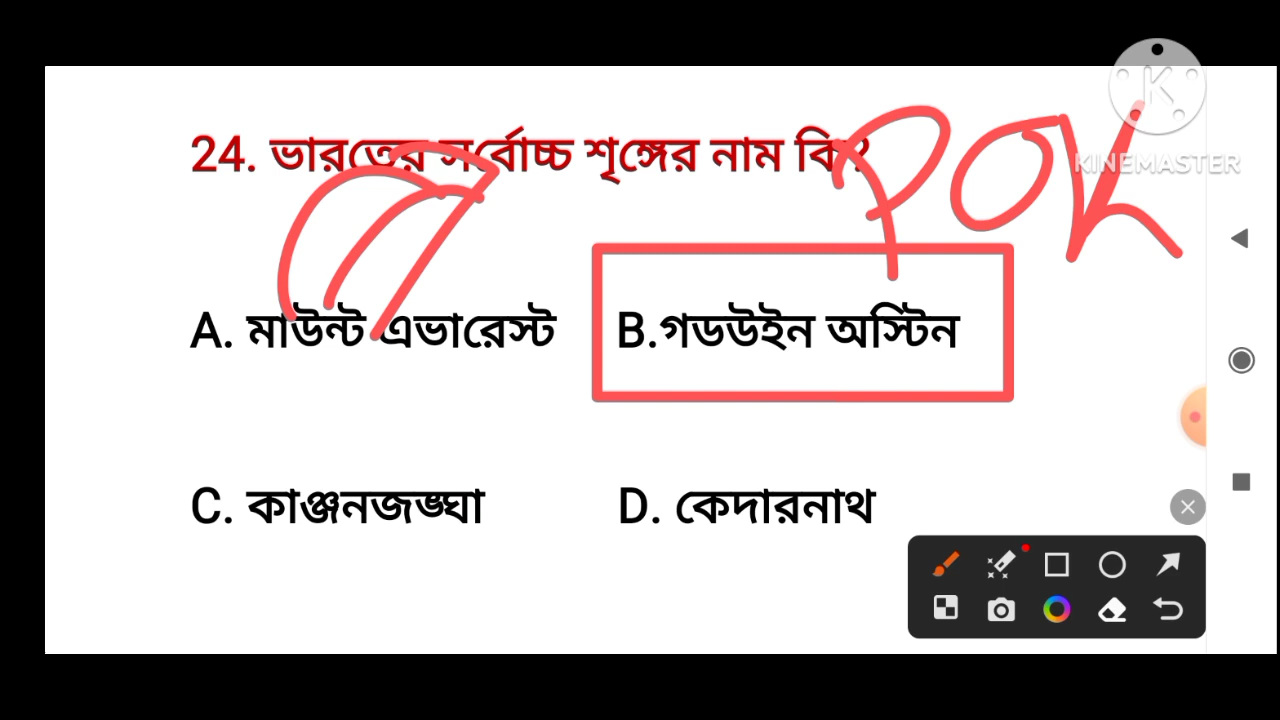 24. ভারতের সর্বোচ্চ শৃঙ্গের নাম কি?
POK
KINEMASTER
A. মাউন্ট এভারেস্ট
B.গডউইন অস্টিন
C. কাঞ্জনজঙ্ঘা
D. কেদারনাথ